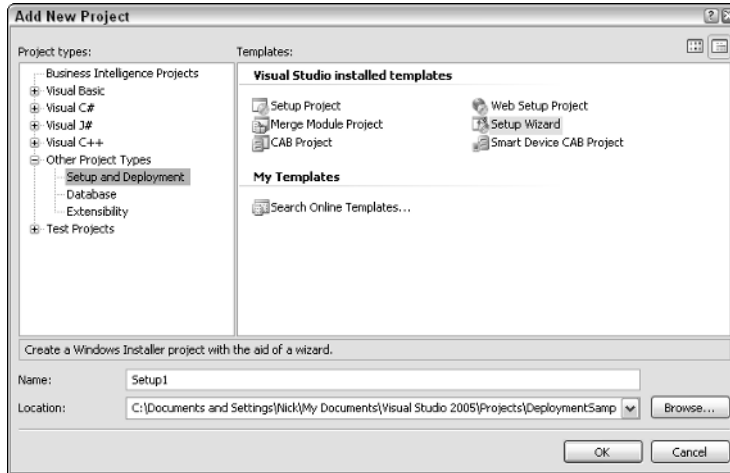 Add New Project
Project types:
Templates:
Business Intelligence Projects
Visual Basic
Visual C#
Visual J#
Visual C++
Other Project Types
Setup and Deployment
Database
Extensibility
Test Projects
Visual Studio installed templates
Setup Project
Web Setup Project
Merge Module Project
Setup Wizard
CAB Project
Smart Device CAB Project
My Templates
Search Online Templates...
Create a Windows Installer project with the aid of a wizard.
Name:
Setup1
Location:
C:\Documents and Settings\Nick\My Documents\Visual Studio 2005\Projects\DeploymentSamp
Browse...
OK
Cancel